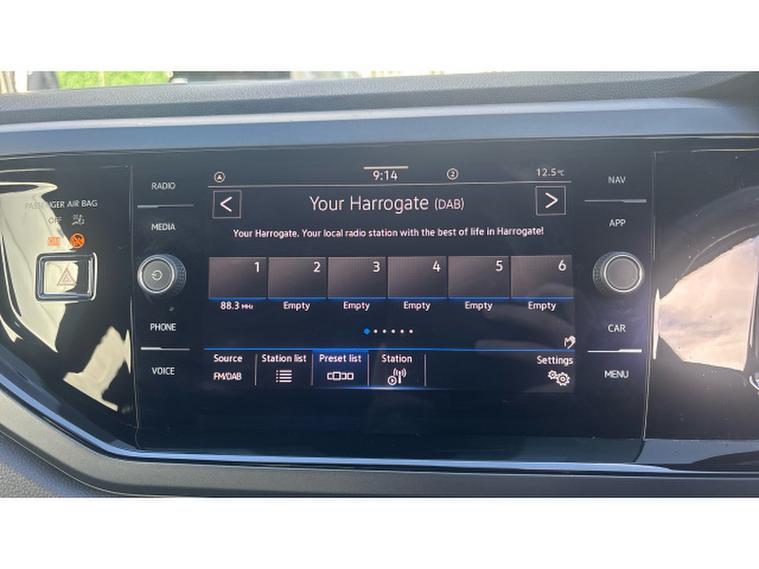 RADIO
MEDIA
PHONE
VOICE
PASSENGER AIR BAG
OFF
ON
A
9:14
2
12.5°C
<
Your Harrogate (DAB)
>
Your Harrogate. Your local radio station with the best of life in Harrogate!
1 2 3 4 5 6
88.3 MHz Empty Empty Empty Empty Empty
Source Station list Preset list Station Settings
FM/DAB
NAV
APP
CAR
MENU